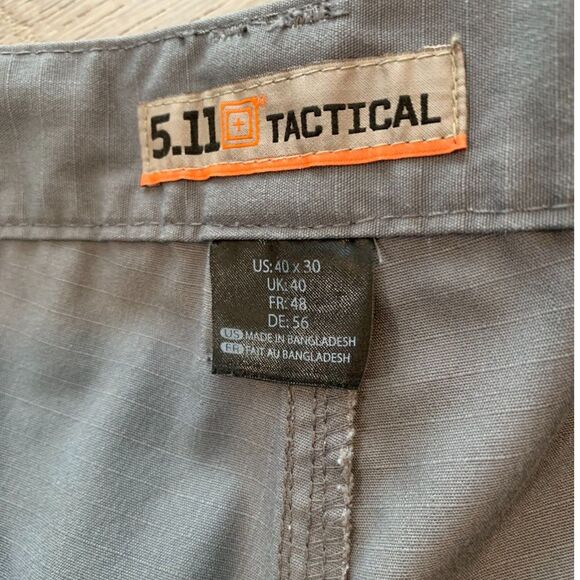 5.11 TACTICAL
US: 40 x 30
UK: 40
FR: 48
DE: 56
US MADE IN BANGLADESH
FR FAIT AU BANGLADESH